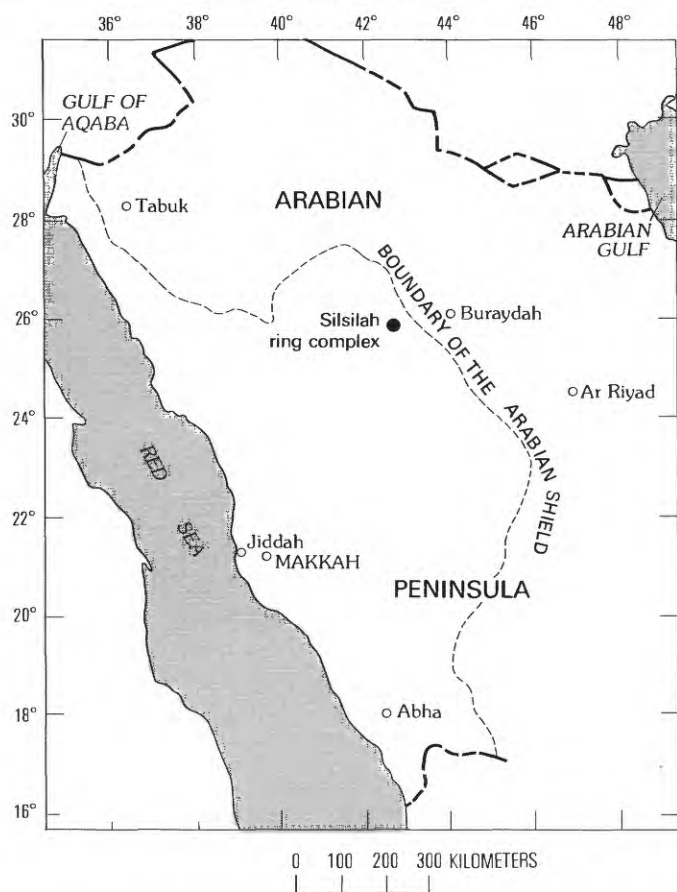 36° 38° 40° 42° 44° 46° 48°
30°
28°
26°
24°
22°
20°
18°
16°
GULF OF
AQABA
Tabuk
ARABIAN
ARABIAN
GULF
BOUNDARY OF THE ARABIAN SHIELD
Buraydah
Silsilah
ring complex
Ar Riyad
RED
SEA
Jiddah
MAKKAH
PENINSULA
Abha
0 100 200 300 KILOMETERS